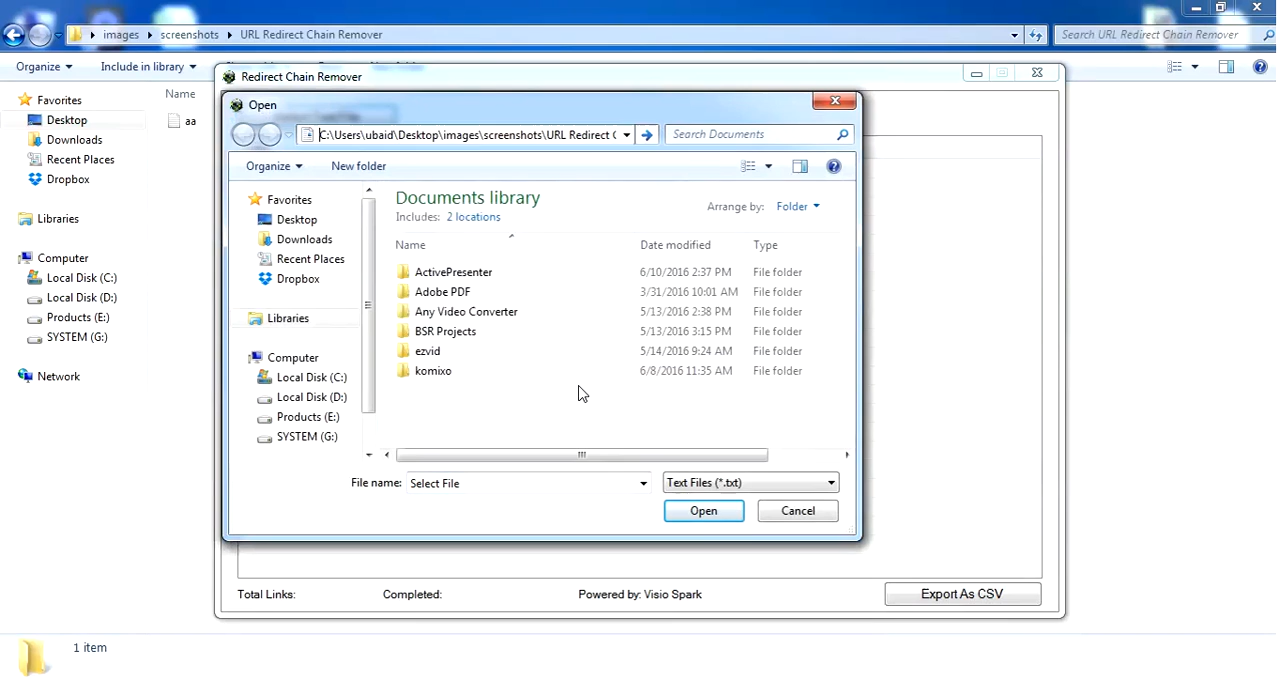 images screenshots URL Redirect Chain Remover
Search URL Redirect Chain Remover
Organize Include in library
Favorites
Desktop
Downloads
Recent Places
Dropbox
Libraries
Computer
Local Disk (C:)
Local Disk (D:)
Products (E:)
SYSTEM (G:)
Network
Name
aa
Redirect Chain Remover
Open
C:\Users\ubaid\Desktop\images\screenshots\URL Redirect C
Search Documents
Organize New folder
Favorites
Desktop
Downloads
Recent Places
Dropbox
Libraries
Computer
Local Disk (C:)
Local Disk (D:)
Products (E:)
SYSTEM (G:)
Documents library
Includes: 2 locations
Arrange by: Folder
Name Date modified Type
ActivePresenter 6/10/2016 2:37 PM File folder
Adobe PDF 3/31/2016 10:01 AM File folder
Any Video Converter 5/13/2016 2:38 PM File folder
BSR Projects 5/13/2016 3:15 PM File folder
ezvid 5/14/2016 9:24 AM File folder
komixo 6/8/2016 11:35 AM File folder
File name: Select File Text Files (*.txt)
Open Cancel
Total Links: Completed: Powered by: Visio Spark Export As CSV
1 item